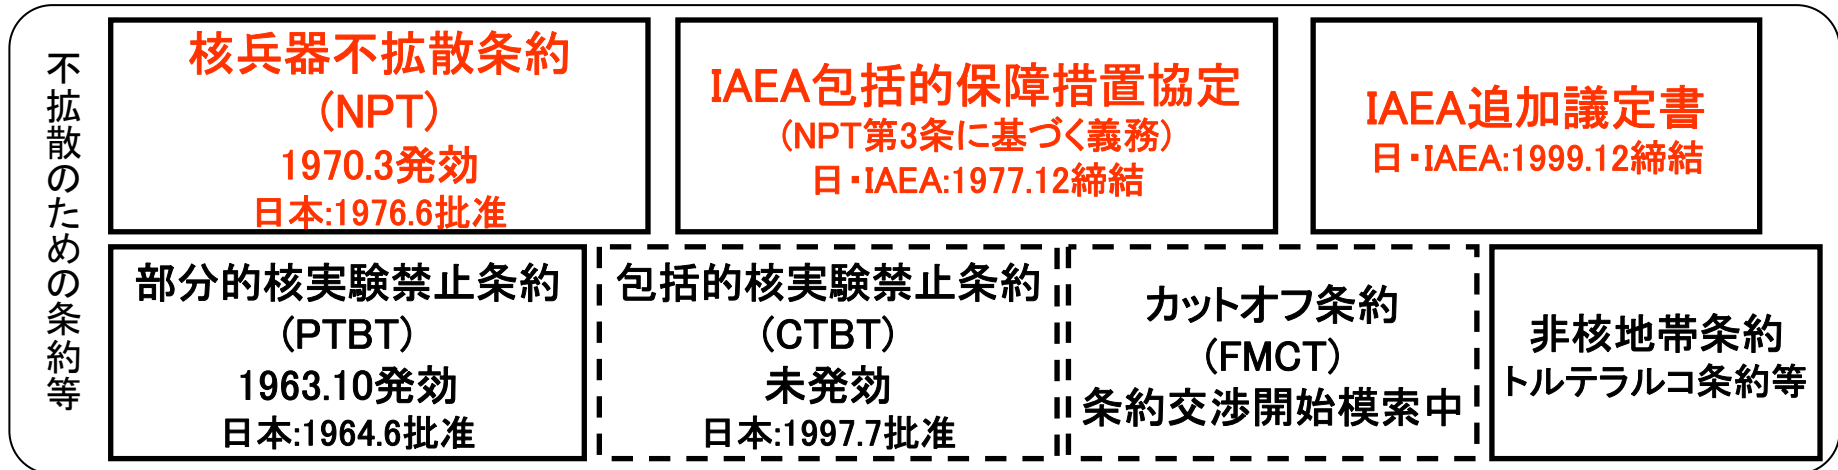 不拡散のための条約等
核兵器不拡散条約
(NPT)
1970.3発効
日本:1976.6批准
IAEA包括的保障措置協定
(NPT第3条に基づく義務)
日・IAEA:1977.12締結
IAEA追加議定書
日・IAEA:1999.12締結
部分的核実験禁止条約
(PTBT)
1963.10発効
日本:1964.6批准
包括的核実験禁止条約
(CTBT)
未発効
日本:1997.7批准
カットオフ条約
(FMCT)
条約交渉開始模索中
非核地帯条約
トルテラルコ条約等